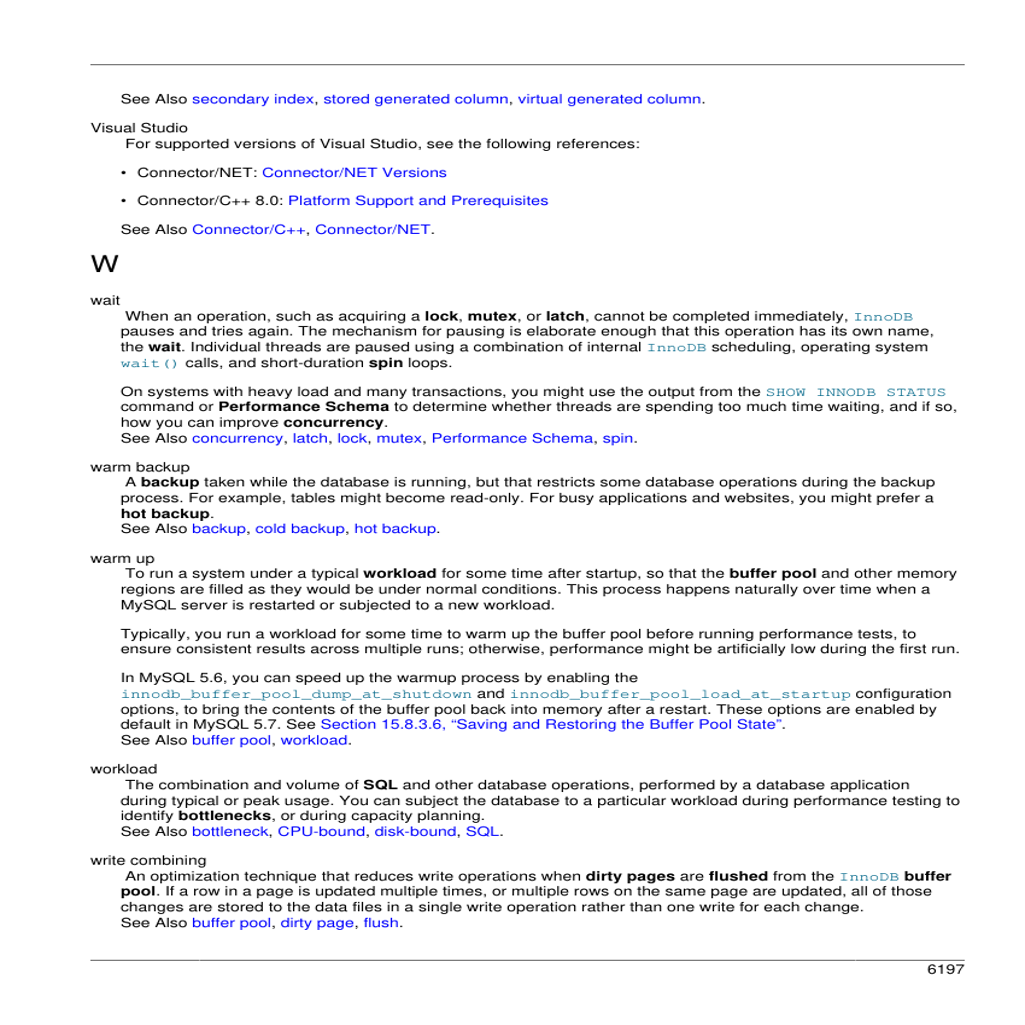 See Also secondary index, stored generated column, virtual generated column.
Visual Studio
For supported versions of Visual Studio, see the following references:
• Connector/NET: Connector/NET Versions
• Connector/C++ 8.0: Platform Support and Prerequisites
See Also Connector/C++, Connector/NET.
W
wait
When an operation, such as acquiring a lock, mutex, or latch, cannot be completed immediately, InnoDB
pauses and tries again. The mechanism for pausing is elaborate enough that this operation has its own name,
the wait. Individual threads are paused using a combination of internal InnoDB scheduling, operating system
wait() calls, and short-duration spin loops.
On systems with heavy load and many transactions, you might use the output from the SHOW INNODB STATUS
command or Performance Schema to determine whether threads are spending too much time waiting, and if so,
how you can improve concurrency.
See Also concurrency, latch, lock, mutex, Performance Schema, spin.
warm backup
A backup taken while the database is running, but that restricts some database operations during the backup
process. For example, tables might become read-only. For busy applications and websites, you might prefer a
hot backup.
See Also backup, cold backup, hot backup.
warm up
To run a system under a typical workload for some time after startup, so that the buffer pool and other memory
regions are filled as they would be under normal conditions. This process happens naturally over time when a
MySQL server is restarted or subjected to a new workload.
Typically, you run a workload for some time to warm up the buffer pool before running performance tests, to
ensure consistent results across multiple runs; otherwise, performance might be artificially low during the first run.
In MySQL 5.6, you can speed up the warmup process by enabling the
innodb_buffer_pool_dump_at_shutdown and innodb_buffer_pool_load_at_startup configuration
options, to bring the contents of the buffer pool back into memory after a restart. These options are enabled by
default in MySQL 5.7. See Section 15.8.3.6, “Saving and Restoring the Buffer Pool State”.
See Also buffer pool, workload.
workload
The combination and volume of SQL and other database operations, performed by a database application
during typical or peak usage. You can subject the database to a particular workload during performance testing to
identify bottlenecks, or during capacity planning.
See Also bottleneck, CPU-bound, disk-bound, SQL.
write combining
An optimization technique that reduces write operations when dirty pages are flushed from the InnoDB buffer
pool. If a row in a page is updated multiple times, or multiple rows on the same page are updated, all of those
changes are stored to the data files in a single write operation rather than one write for each change.
See Also buffer pool, dirty page, flush.
6197